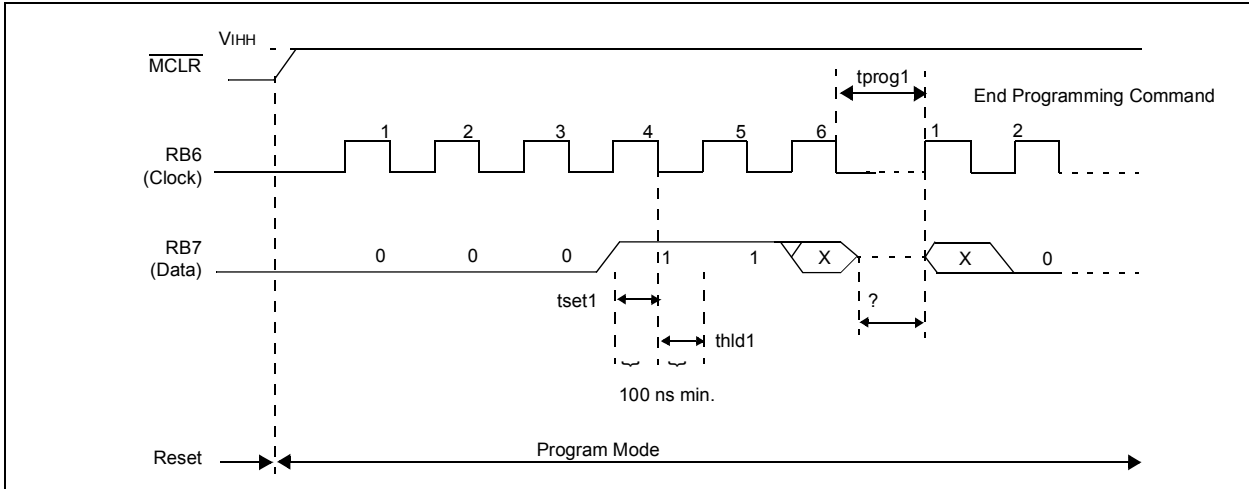 VIHH
MCLR
tprog1
End Programming Command
1 2 3 4 5 6 1 2
RB6
(Clock)
RB7
(Data)
0 0 0 1 1 X X 0
tset1
?
thld1
100 ns min.
Reset
Program Mode